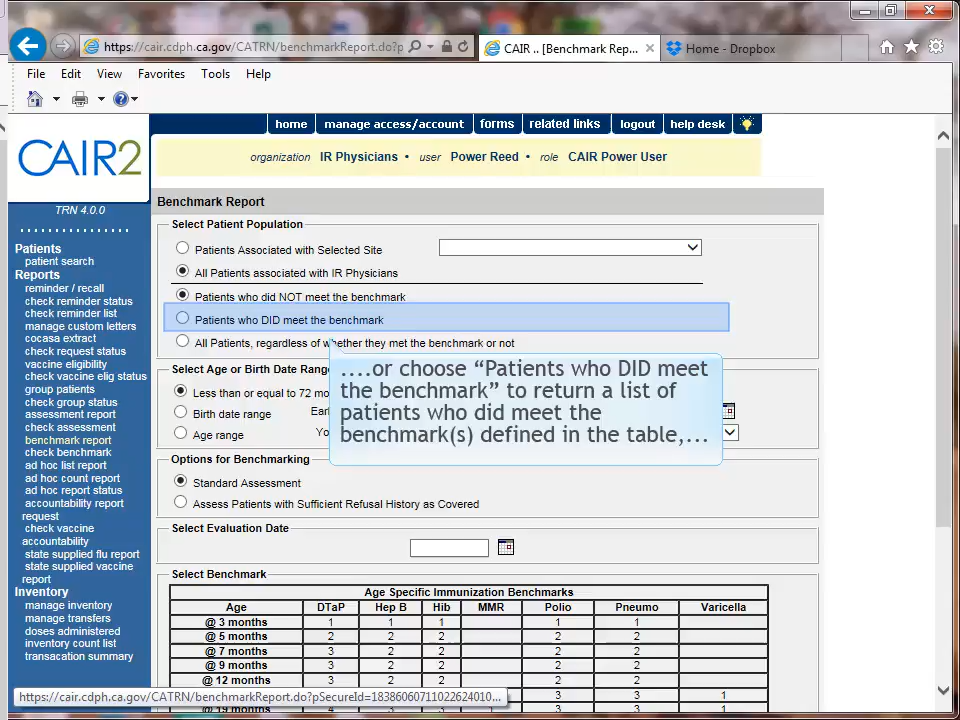 https://cair.cdph.ca.gov/CATRN/benchmarkReport.do?p
CAIR .. [Benchmark Rep...
Home - Dropbox
File Edit View Favorites Tools Help
home manage access/account forms related links logout help desk
CAIR2
organization IR Physicians • user Power Reed • role CAIR Power User
TRN 4.0.0
Patients
patient search
Reports
reminder / recall
check reminder status
check reminder list
manage custom letters
cocasa extract
check request status
vaccine eligibility
check vaccine elig status
group patients
check group status
assessment report
check assessment
benchmark report
check benchmark
ad hoc list report
ad hoc count report
ad hoc report status
accountability report
request
check vaccine
accountability
state supplied flu report
state supplied vaccine
report
Inventory
manage inventory
manage transfers
doses administered
inventory count list
transacation summary
Benchmark Report
Select Patient Population
Patients Associated with Selected Site
All Patients associated with IR Physicians
Patients who did NOT meet the benchmark
Patients who DID meet the benchmark
All Patients, regardless of whether they met the benchmark or not
....or choose “Patients who DID meet
the benchmark” to return a list of
patients who did meet the
benchmark(s) defined in the table,...
Select Age or Birth Date Rang
Less than or equal to 72 mo
Birth date range Earl
Age range Yo
Options for Benchmarking
Standard Assessment
Assess Patients with Sufficient Refusal History as Covered
Select Evaluation Date
Select Benchmark
Age Specific Immunization Benchmarks
Age DTaP Hep B Hib MMR Polio Pneumo Varicella
@ 3 months 1 1 1 1 1
@ 5 months 2 2 2 2 2
@ 7 months 3 2 2 2 2
@ 9 months 3 2 2 2 2
@ 12 months 3 2 2 2 2
3 3 1
https://cair.cdph.ca.gov/CATRN/benchmarkReport.do?pSecureId=18386060711022624010...